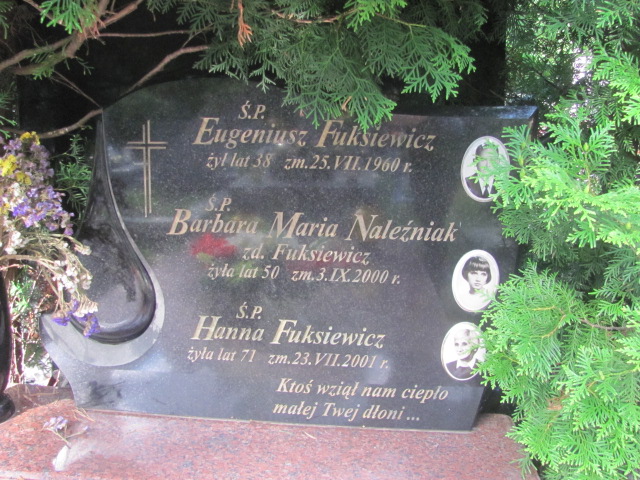 Ś.P.
Eugeniusz Fuksiewicz
żył lat 38 zm. 25. VII. 1960 r.
Ś.P.
Barbara Maria Naleźniak
zd. Fuksiewicz
żyła lat 50 zm. 3. IX. 2000 r.
Ś.P.
Hanna Fuksiewicz
żyła lat 71 zm. 23. VII. 2001 r.
Ktoś wziął nam ciepło
małej Twej dłoni ...